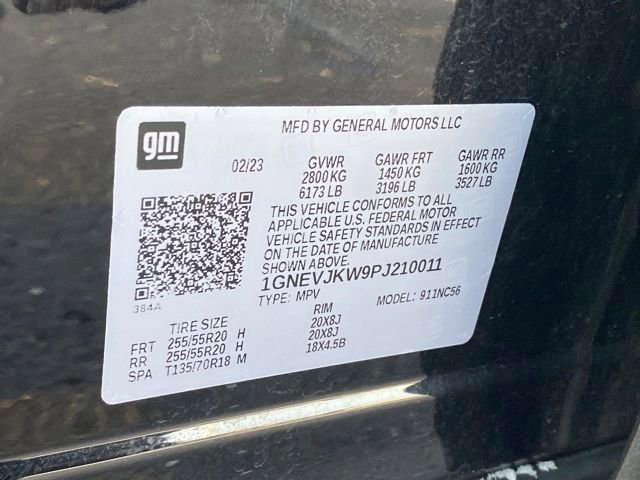 gm
MFD BY GENERAL MOTORS LLC
02/23 GVWR GAWR FRT GAWR RR
2800 KG 1450 KG 1600 KG
6173 LB 3196 LB 3527 LB
THIS VEHICLE CONFORMS TO ALL
APPLICABLE U.S. FEDERAL MOTOR
VEHICLE SAFETY STANDARDS IN EFFECT
ON THE DATE OF MANUFACTURE
SHOWN ABOVE.
1GNEVJKW9PJ210011
384A TYPE: MPV MODEL: 911NC56
TIRE SIZE RIM
FRT 255/55R20 H 20X8J
RR 255/55R20 H 20X8J
SPA T135/70R18 M 18X4.5B